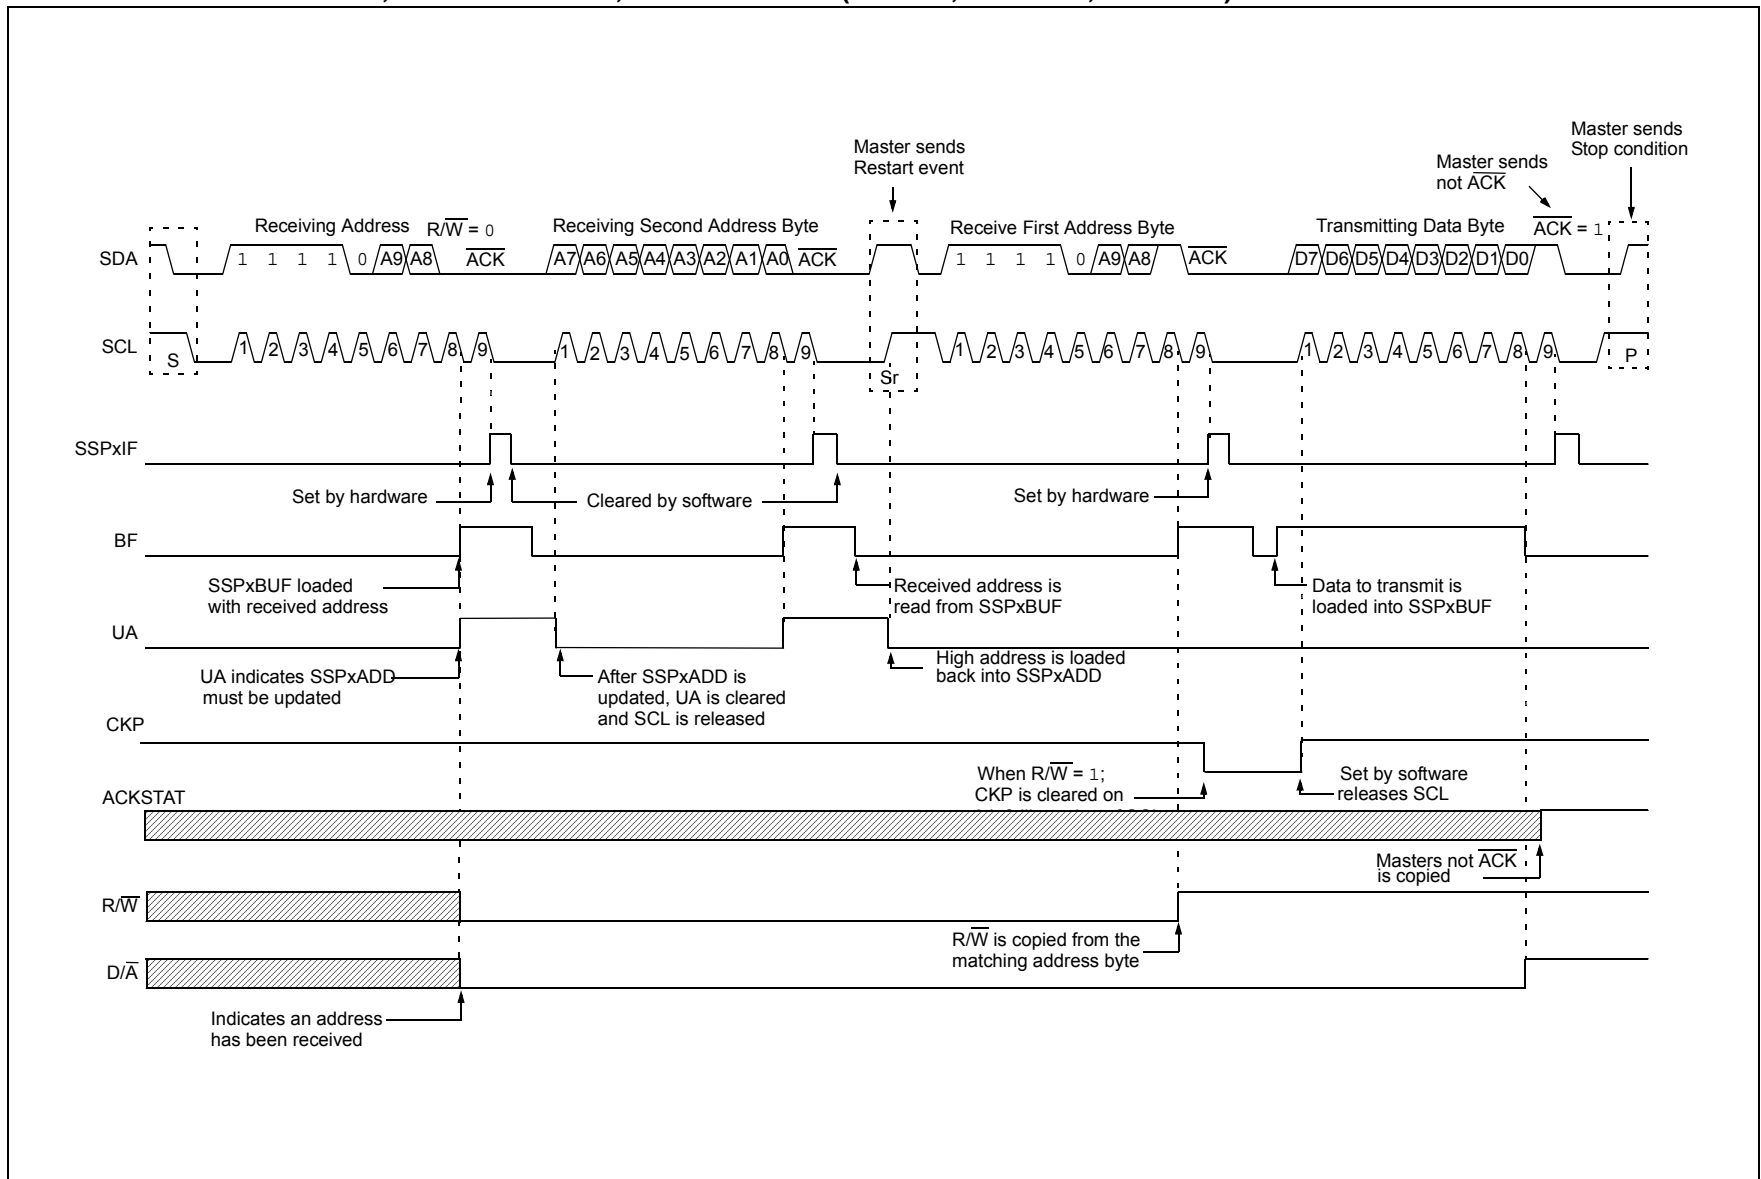 Master sends
Stop condition
Master sends
Restart event
Master sends
not A̅C̅K̅
Receiving Address R/W̅ = 0
Receiving Second Address Byte
Receive First Address Byte
Transmitting Data Byte
A̅C̅K̅ = 1
SDA
1 1 1 1 0 A9 A8 A̅C̅K̅
A7 A6 A5 A4 A3 A2 A1 A0 A̅C̅K̅
1 1 1 1 0 A9 A8 A̅C̅K̅
D7 D6 D5 D4 D3 D2 D1 D0
SCL
S
1 2 3 4 5 6 7 8 9
1 2 3 4 5 6 7 8 9
Sr
1 2 3 4 5 6 7 8 9
1 2 3 4 5 6 7 8 9
P
SSPxIF
Set by hardware
Cleared by software
Set by hardware
BF
SSPxBUF loaded
with received address
Received address is
read from SSPxBUF
Data to transmit is
loaded into SSPxBUF
UA
UA indicates SSPxADD
must be updated
After SSPxADD is
updated, UA is cleared
and SCL is released
High address is loaded
back into SSPxADD
CKP
When R/W̅ = 1;
CKP is cleared on
Set by software
releases SCL
ACKSTAT
Masters not A̅C̅K̅
is copied
R/W̅
R/W̅ is copied from the
matching address byte
D/A̅
Indicates an address
has been received